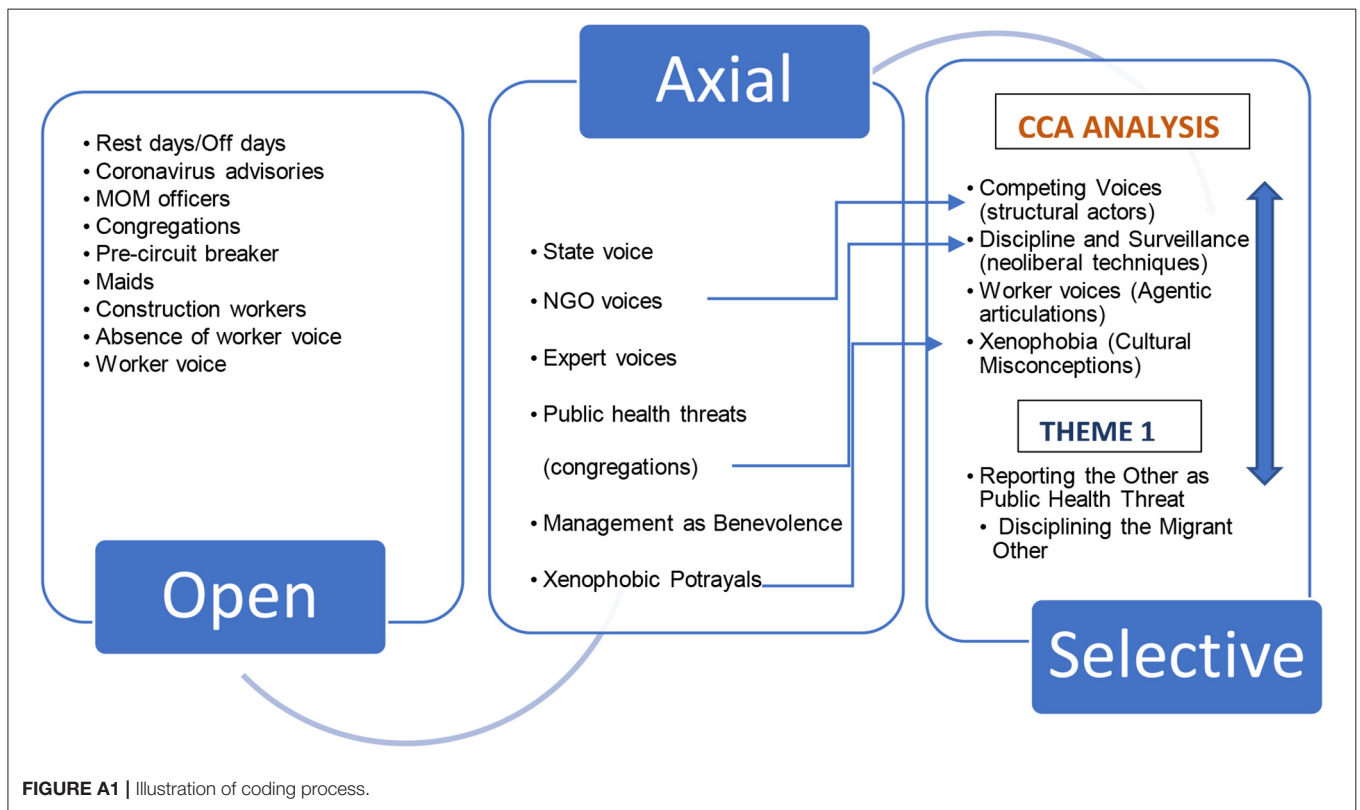 Open
• Rest days/Off days
• Coronavirus advisories
• MOM officers
• Congregations
• Pre-circuit breaker
• Maids
• Construction workers
• Absence of worker voice
• Worker voice
Axial
• State voice
• NGO voices
• Expert voices
• Public health threats
(congregations)
• Management as Benevolence
• Xenophobic Potrayals
Selective
CCA ANALYSIS
• Competing Voices
(structural actors)
• Discipline and Surveillance
(neoliberal techniques)
• Worker voices (Agentic
articulations)
• Xenophobia (Cultural
Misconceptions)
THEME 1
• Reporting the Other as
Public Health Threat
• Disciplining the Migrant
Other
FIGURE A1 | Illustration of coding process.